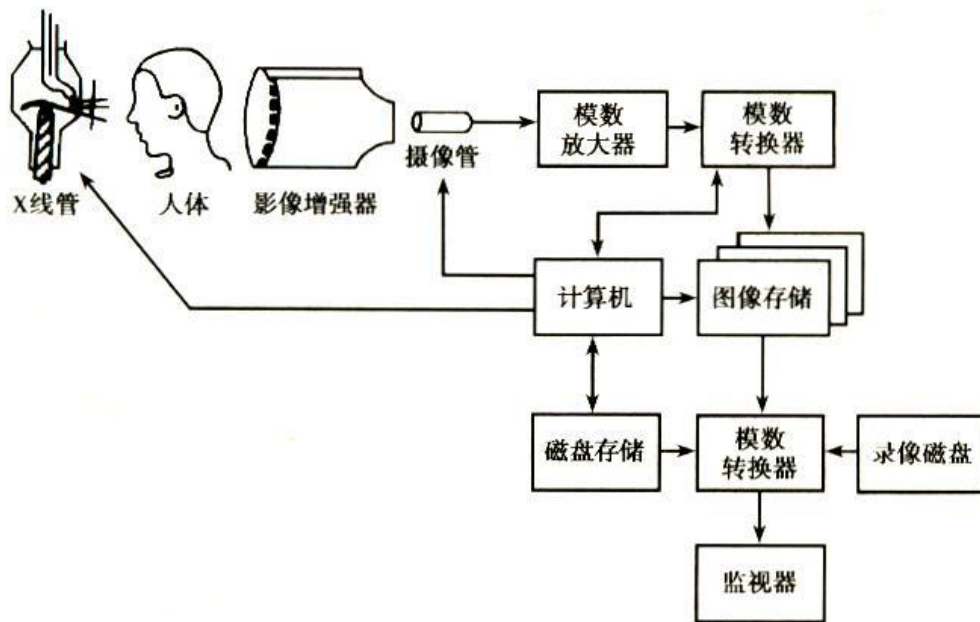 模数
放大器
模数
转换器
摄像管
X线管
人体
影像增强器
计算机
图像存储
磁盘存储
模数
转换器
录像磁盘
监视器